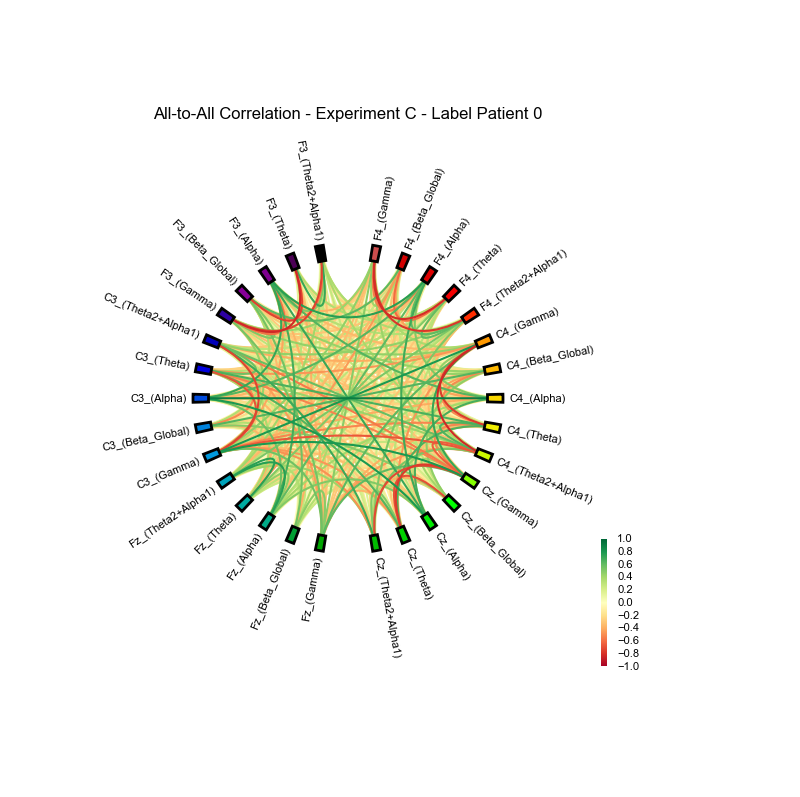 All-to-All Correlation - Experiment C - Label Patient 0
F3_(Theta2+Alpha1)
F3_(Theta)
F3_(Alpha)
F3_(Beta_Global)
F3_(Gamma)
C3_(Theta2+Alpha1)
C3_(Theta)
C3_(Alpha)
C3_(Beta_Global)
C3_(Gamma)
Fz_(Theta2+Alpha1)
Fz_(Theta)
Fz_(Alpha)
Fz_(Beta_Global)
Fz_(Gamma)
Cz_(Theta2+Alpha1)
Cz_(Theta)
Cz_(Alpha)
Cz_(Beta_Global)
Cz_(Gamma)
C4_(Theta2+Alpha1)
C4_(Theta)
C4_(Alpha)
C4_(Beta_Global)
C4_(Gamma)
F4_(Theta2+Alpha1)
F4_(Theta)
F4_(Alpha)
F4_(Beta_Global)
F4_(Gamma)
1.0
0.8
0.6
0.4
0.2
0.0
−0.2
−0.4
−0.6
−0.8
−1.0